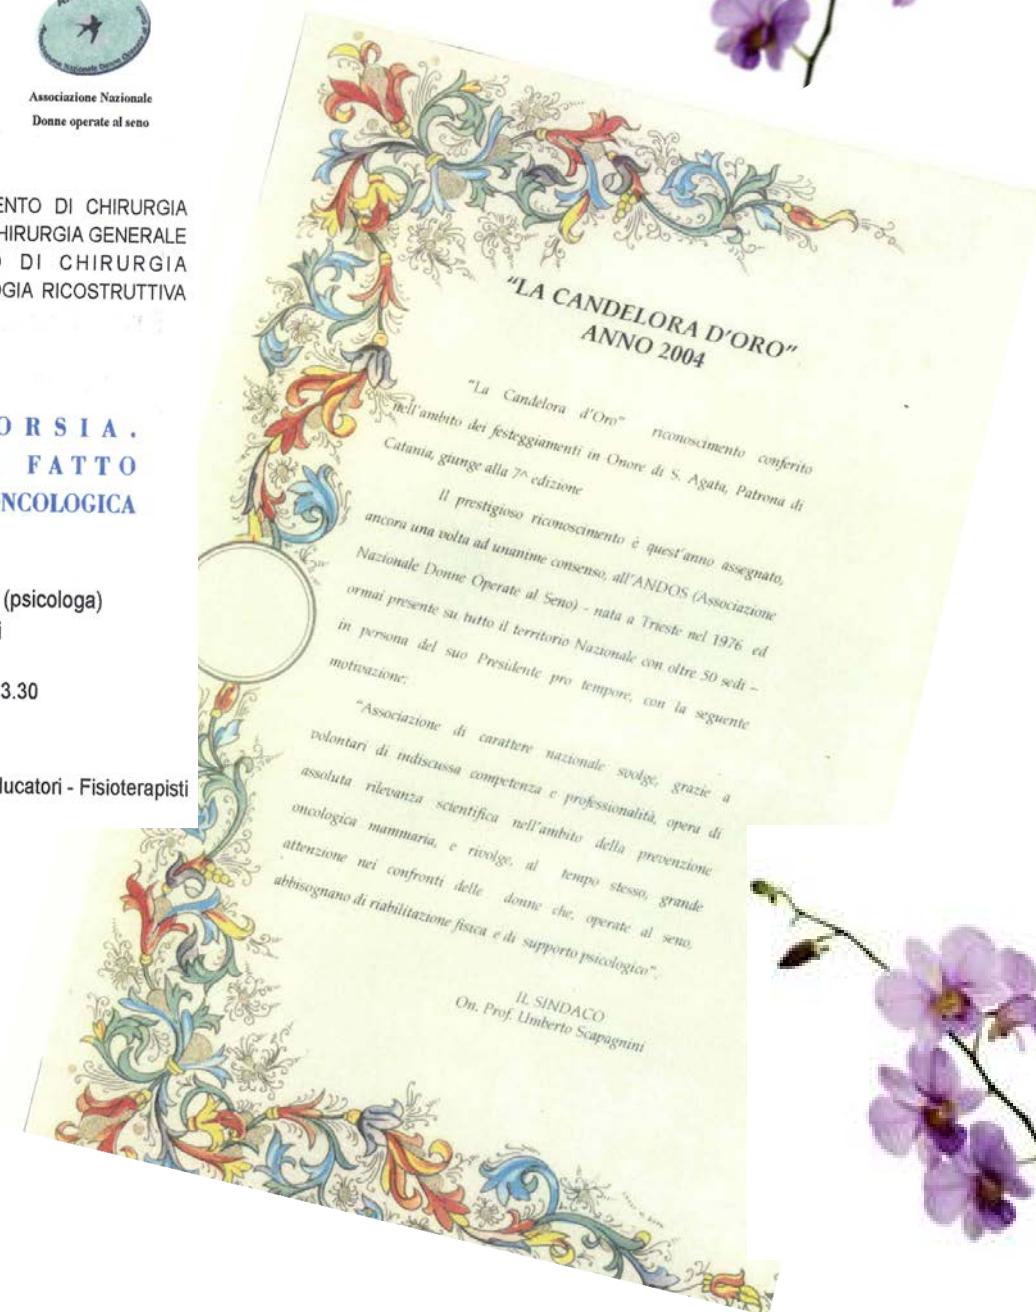 Associazione Nazionale
Donne operate al seno
ENTO DI CHIRURGIA
HIRURGIA GENERALE
DI CHIRURGIA
GIA RICOSTRUTTIVA
ORSIA.
FATTO
NCOLOGICA
(psicologa)
i
3.30
ucatori - Fisioterapisti
"LA CANDELORA D'ORO"
ANNO 2004
"La Candelora d'Oro" riconoscimento conferito
nell'ambito dei festeggiamenti in Onore di S. Agata, Patrona di
Catania, giunge alla 7^ edizione
Il prestigioso riconoscimento è quest'anno assegnato,
ancora una volta ad unanime consenso, all'ANDOS (Associazione
Nazionale Donne Operate al Seno) - nata a Trieste nel 1976 ed
ormai presente su tutto il territorio Nazionale con oltre 50 sedi –
in persona del suo Presidente pro tempore, con la seguente
motivazione:
"Associazione di carattere nazionale svolge, grazie a
volontari di indiscussa competenza e professionalità, opera di
assoluta rilevanza scientifica nell'ambito della prevenzione
oncologica mammaria, e rivolge, al tempo stesso, grande
attenzione nei confronti delle donne che, operate al seno,
abbisognano di riabilitazione fisica e di supporto psicologico".
IL SINDACO
On. Prof. Umberto Scapagnini